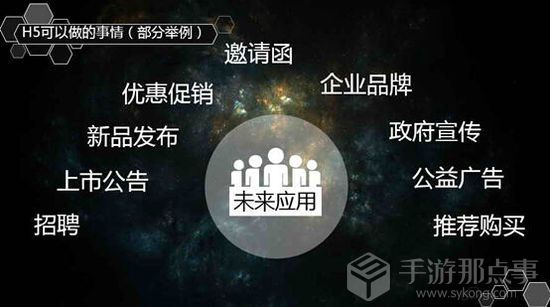 H5可以做的事情（部分举例）
邀请函
优惠促销
企业品牌
新品发布
政府宣传
上市公告
公益广告
招聘
推荐购买
未来应用
手游那点事
www.sykong.com